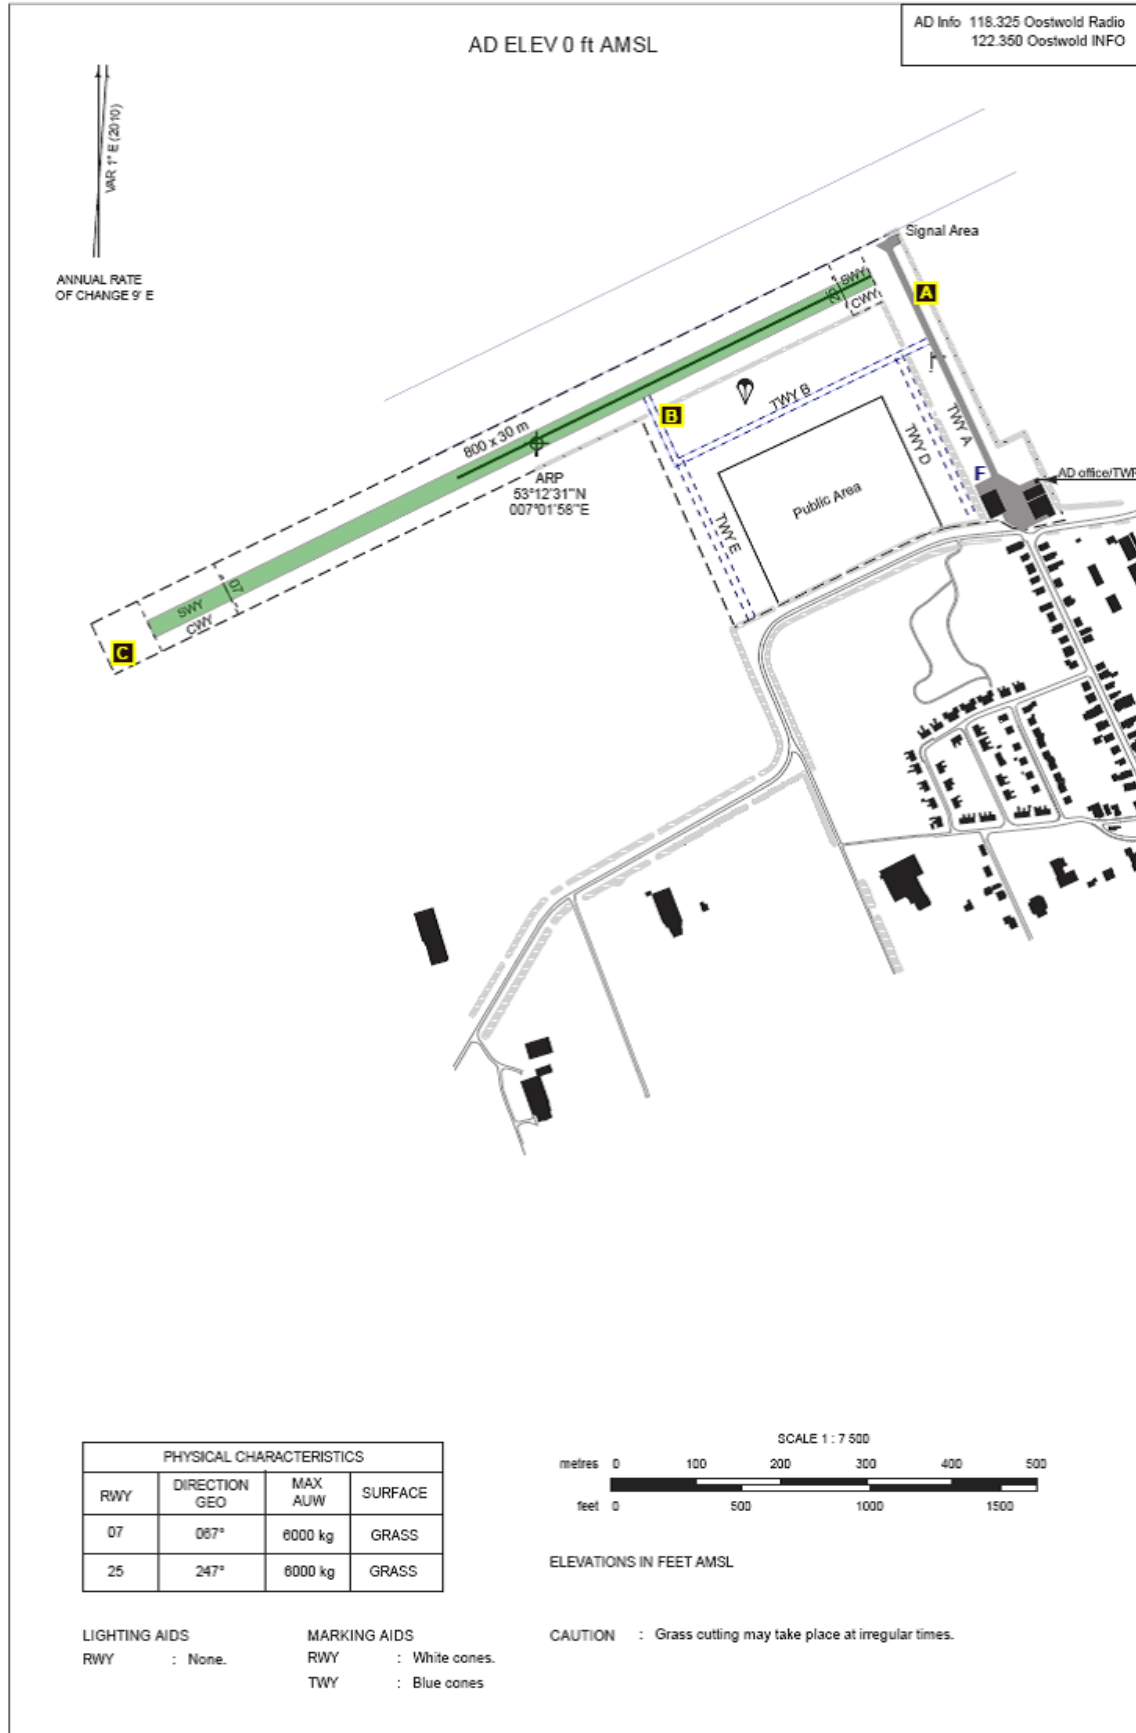 AD ELEV 0 ft AMSL
AD Info 118.325 Oostwold Radio
122.350 Oostwold INFO
VAR 1° E (2010)
ANNUAL RATE
OF CHANGE 9' E
Signal Area
SWY
25
CWY
A
TWY B
B
TWY A
TWY D
F
AD office/TWR
800 x 30 m
ARP
53°12'31"N
007°01'58"E
Public Area
TWY E
07
SWY
CWY
C
PHYSICAL CHARACTERISTICS
RWY DIRECTION GEO MAX AUW SURFACE
07 067° 6000 kg GRASS
25 247° 6000 kg GRASS
SCALE 1 : 7 500
metres 0 100 200 300 400 500
feet 0 500 1000 1500
ELEVATIONS IN FEET AMSL
LIGHTING AIDS
RWY : None.
MARKING AIDS
RWY : White cones.
TWY : Blue cones
CAUTION : Grass cutting may take place at irregular times.